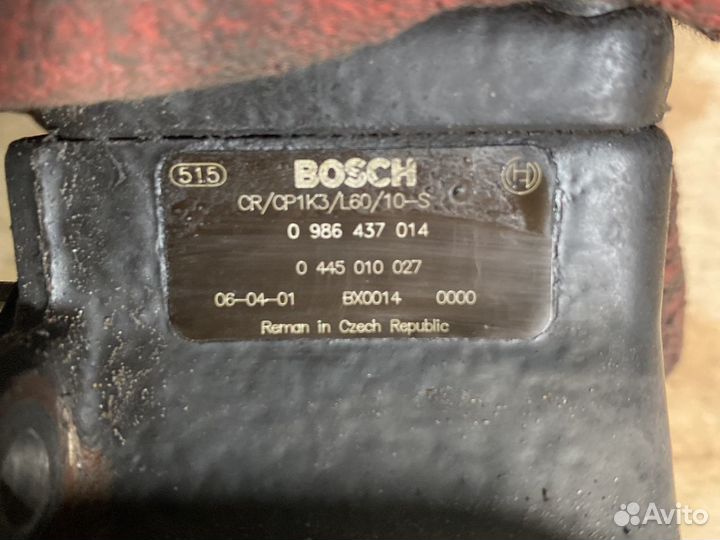 515 BOSCH H
CR/CP1K3/L60/10-S
0 986 437 014
0 445 010 027
06-04-01 BX0014 0000
Reman in Czech Republic
Avito